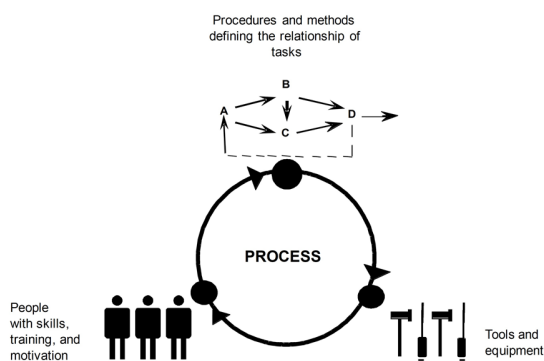 Procedures and methods
defining the relationship of
tasks
B
A
D
C
PROCESS
People
with skills,
training, and
motivation
Tools and
equipment